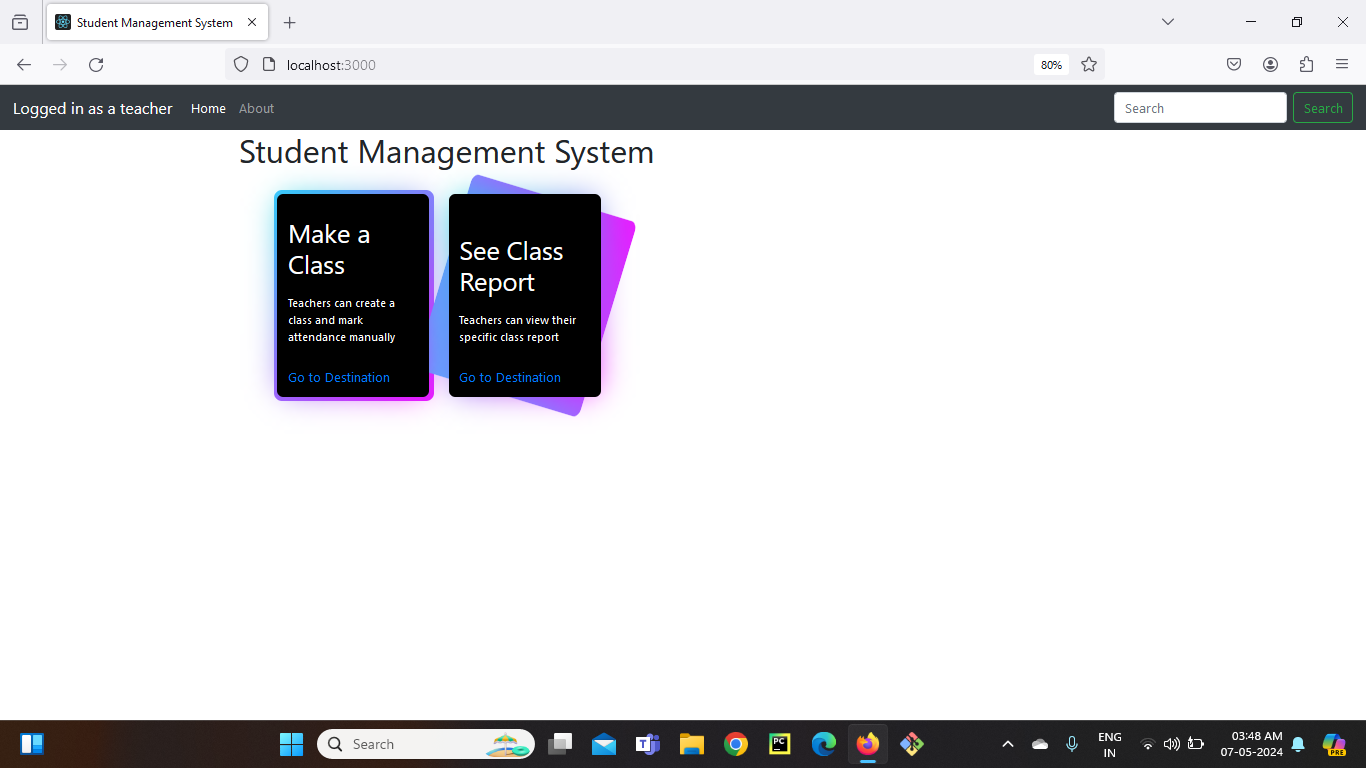 Student Management System
localhost:3000
80%
Logged in as a teacher Home About Search Search
Student Management System
Make a
Class
Teachers can create a
class and mark
attendance manually
Go to Destination
See Class
Report
Teachers can view their
specific class report
Go to Destination
Search
PC
PRE
ENG
IN
03:48 AM
07-05-2024